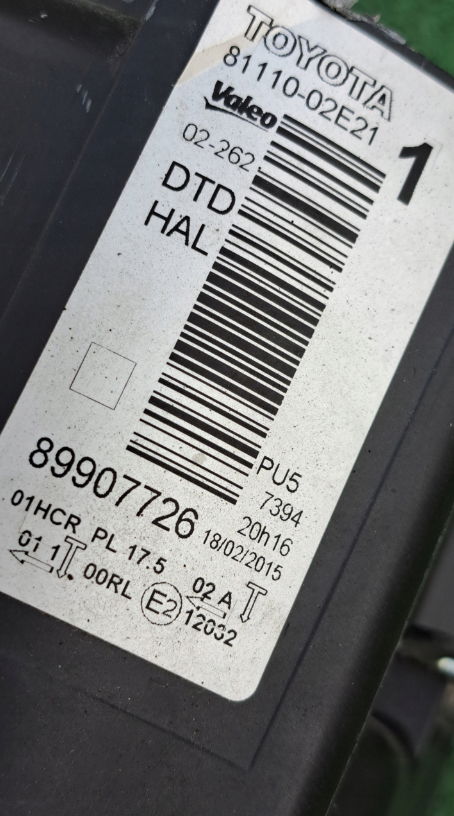 TOYOTA
81110-02E21
Valeo
02-262
1
DTD
HAL
PU5
7394
20h16
89907726
18/02/2015
01HCR PL 17.5 02 A
01 1 00RL E2 12032